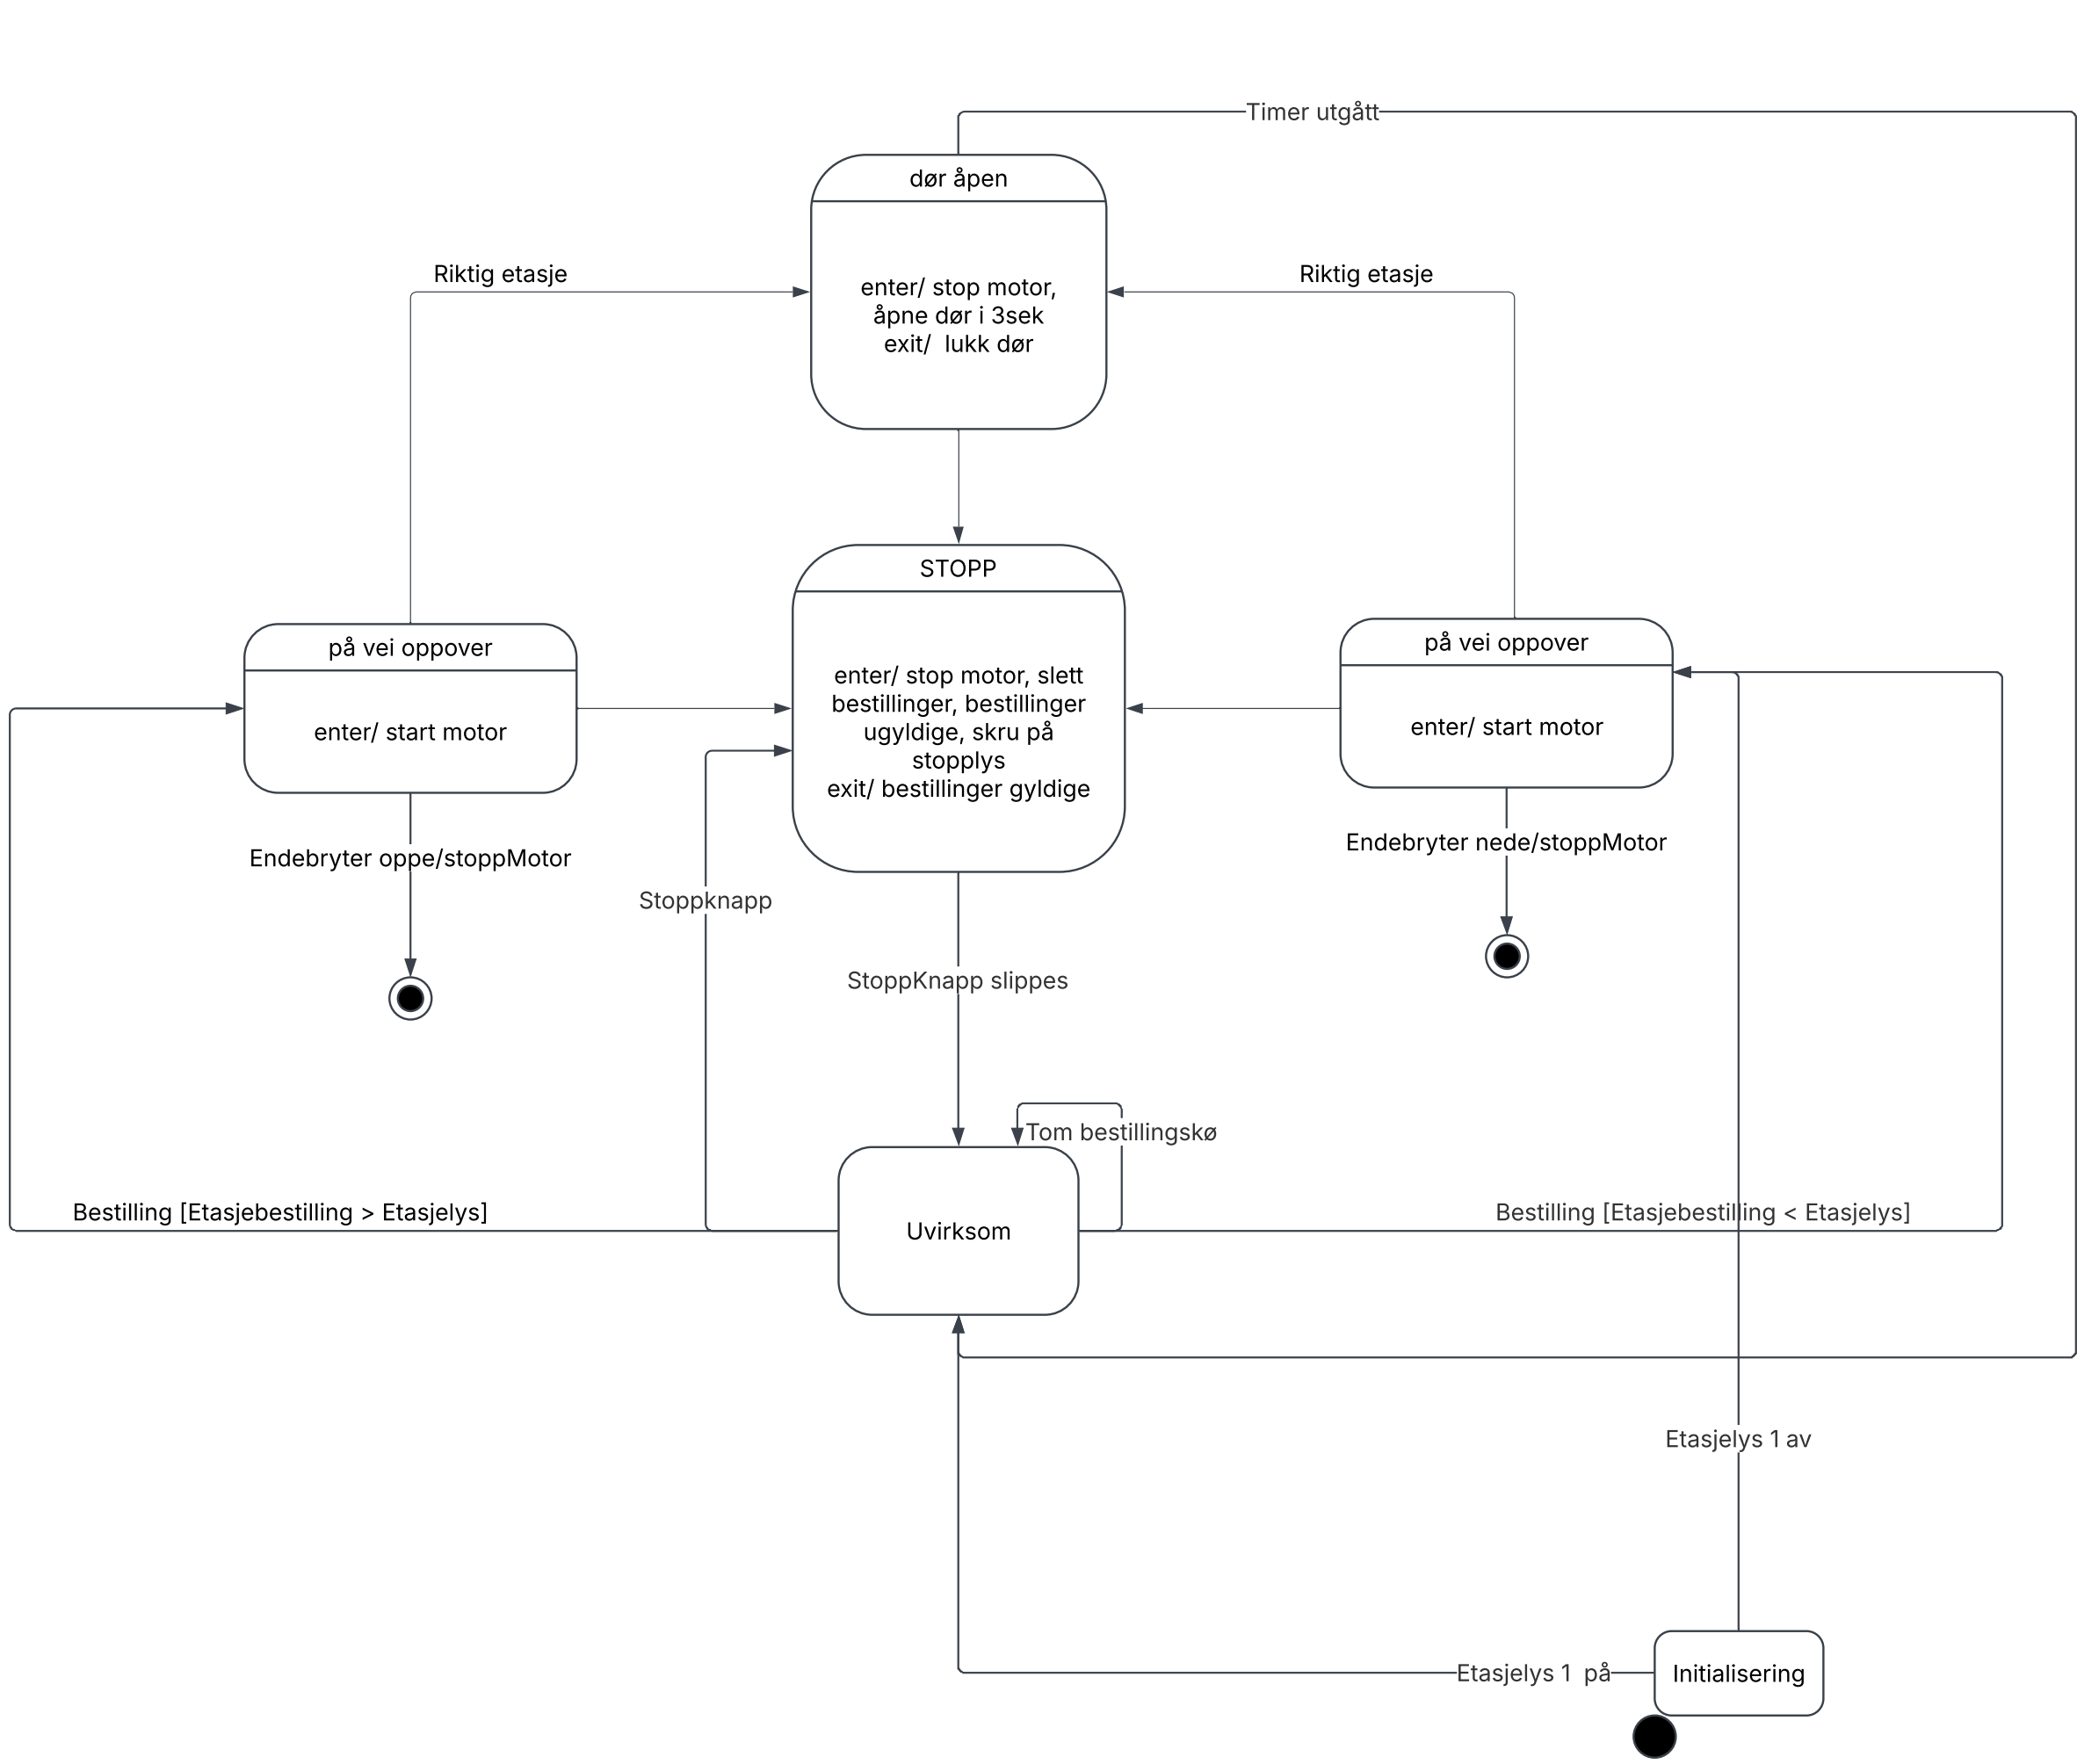 Timer utgått
dør åpen
enter/ stop motor,
åpne dør i 3sek
exit/  lukk dør
Riktig etasje
Riktig etasje
STOPP
enter/ stop motor, slett
bestillinger, bestillinger
ugyldige, skru på
stopplys
exit/ bestillinger gyldige
på vei oppover
enter/ start motor
på vei oppover
enter/ start motor
Endebryter oppe/stoppMotor
Endebryter nede/stoppMotor
Stoppknapp
StoppKnapp slippes
Tom bestillingskø
Bestilling [Etasjebestilling > Etasjelys]
Uvirksom
Bestilling [Etasjebestilling < Etasjelys]
Etasjelys 1 av
Etasjelys 1  på
Initialisering